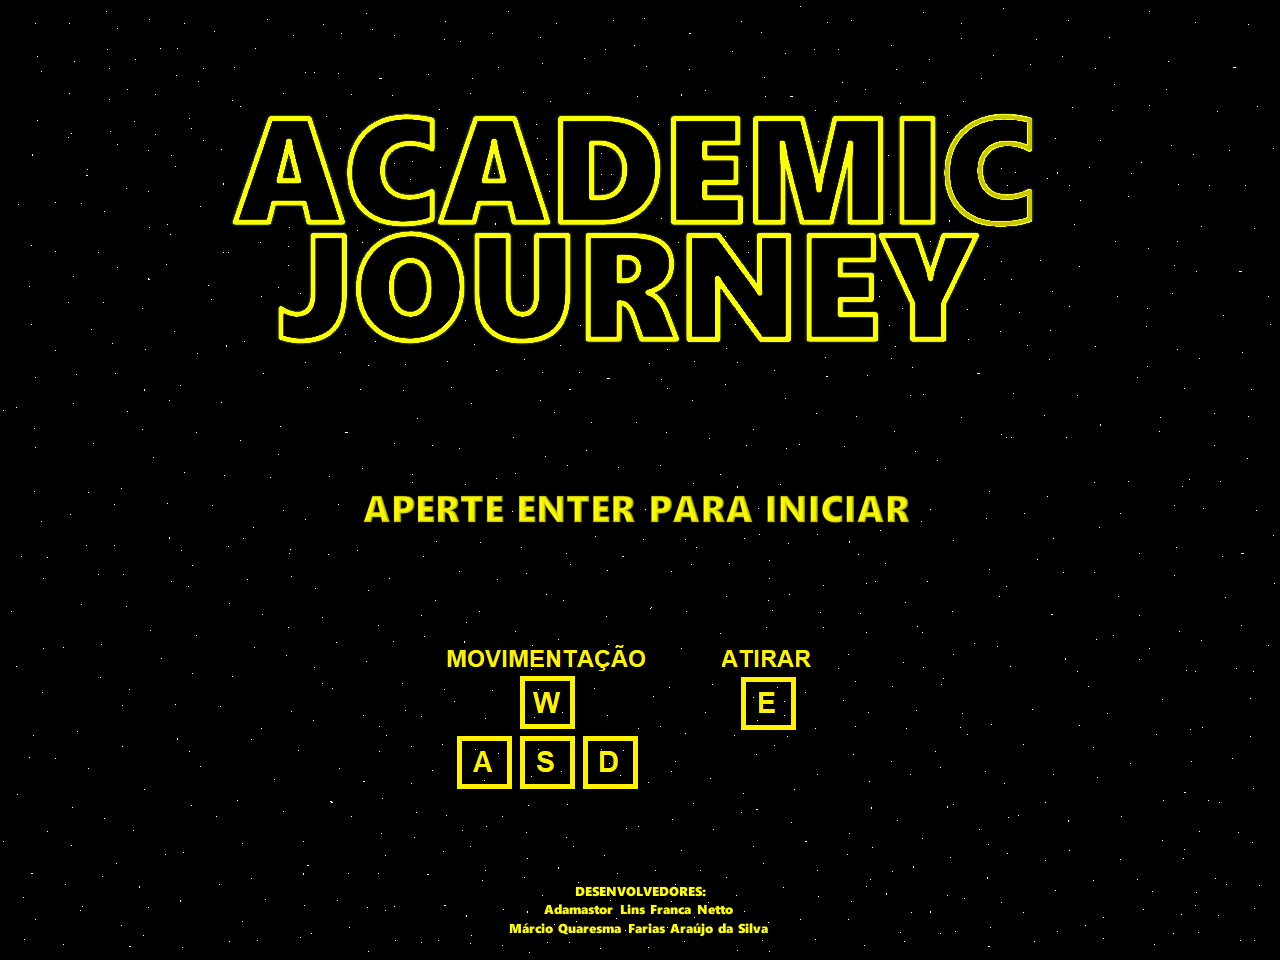 ACADEMIC
JOURNEY
APERTE ENTER PARA INICIAR
MOVIMENTAÇÃO ATIRAR
W E
A S D
DESENVOLVEDORES:
Adamastor Lins Franca Netto
Márcio Quaresma Farias Araújo da Silva